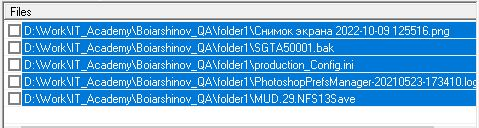 Files
D:\Work\IT_Academy\Boiarshinov_QA\folder1\Снимок экрана 2022-10-09 125516.png
D:\Work\IT_Academy\Boiarshinov_QA\folder1\SGTA50001.bak
D:\Work\IT_Academy\Boiarshinov_QA\folder1\production_Config.ini
D:\Work\IT_Academy\Boiarshinov_QA\folder1\PhotoshopPrefsManager-20210523-173410.log
D:\Work\IT_Academy\Boiarshinov_QA\folder1\MUD.29.NFS13Save